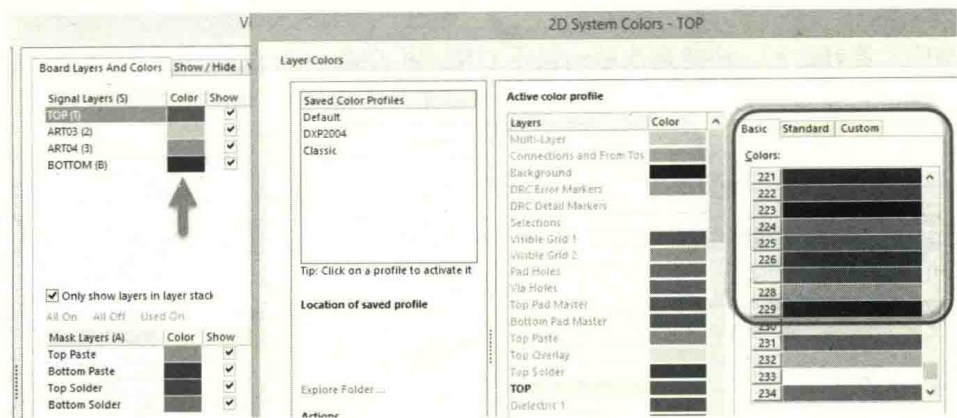 V
2D System Colors - TOP
Board Layers And Colors
Show / Hide
Signal Layers (S)
Color
Show
TOP (T)
ART03 (2)
ART04 (3)
BOTTOM (B)
Only show layers in layer stack
All On
All Off
Used On
Mask Layers (A)
Color
Show
Top Paste
Bottom Paste
Top Solder
Bottom Solder
Layer Colors
Saved Color Profiles
Default
DXP2004
Classic
Tip: Click on a profile to activate it
Location of saved profile
Explore Folder ...
Actions
Active color profile
Layers
Color
Multi-Layer
Connections and From Tos
Background
DRC Error Markers
DRC Detail Markers
Selections
Visible Grid 1
Visible Grid 2
Pad Holes
Via Holes
Top Pad Master
Bottom Pad Master
Top Paste
Top Overlay
Top Solder
TOP
Dielectric 1
Basic
Standard
Custom
Colors:
221
222
223
224
225
226
228
229
230
231
232
233
234